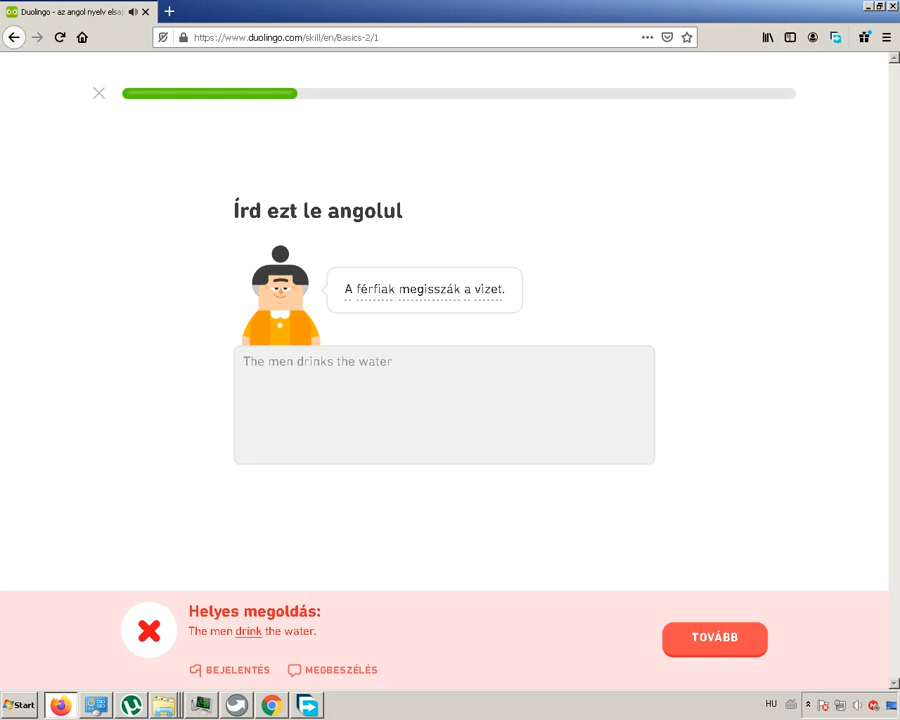 Duolingo - az angol nyelv elsa
https://www.duolingo.com/skill/en/Basics-2/1
Írd ezt le angolul
A férfiak megisszák a vizet.
The men drinks the water
Helyes megoldás:
The men drink the water.
TOVÁBB
BEJELENTÉS
MEGBESZÉLÉS
Start
HU